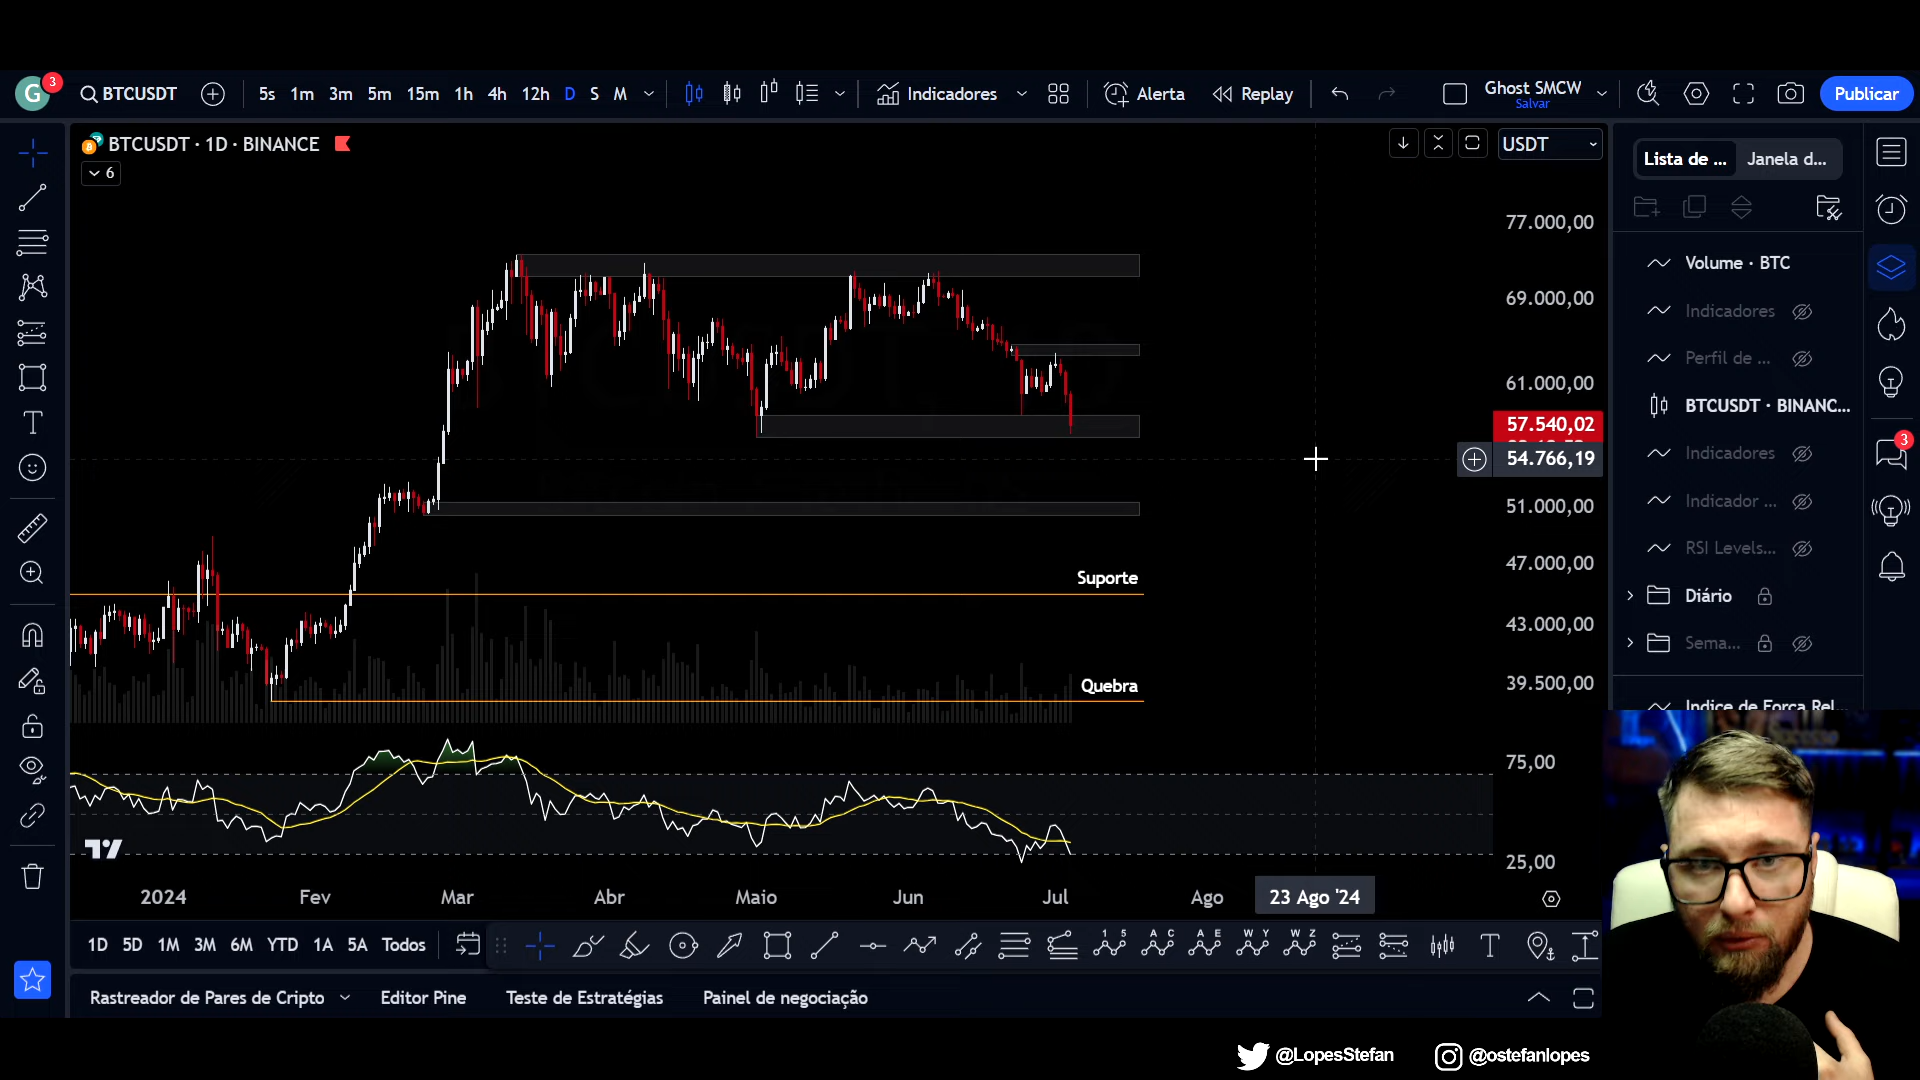 G 3
BTCUSDT
5s 1m 3m 5m 15m 1h 4h 12h D S M
Indicadores
Alerta
Replay
Ghost SMCW
Salvar
Publicar
BTCUSDT · 1D · BINANCE
6
USDT
77.000,00
69.000,00
61.000,00
57.540,02
54.766,19
51.000,00
47.000,00
43.000,00
39.500,00
75,00
25,00
Suporte
Quebra
2024 Fev Mar Abr Maio Jun Jul Ago 23 Ago '24
Lista de ... Janela d...
Volume · BTC
Indicadores
Perfil de ...
BTCUSDT · BINANC...
Indicadores
Indicador ...
RSI Levels...
Diário
Sema...
Indice de Força Rel...
3
1D 5D 1M 3M 6M YTD 1A 5A Todos
Rastreador de Pares de Cripto Editor Pine Teste de Estratégias Painel de negociação
@LopesStefan @ostefanlopes